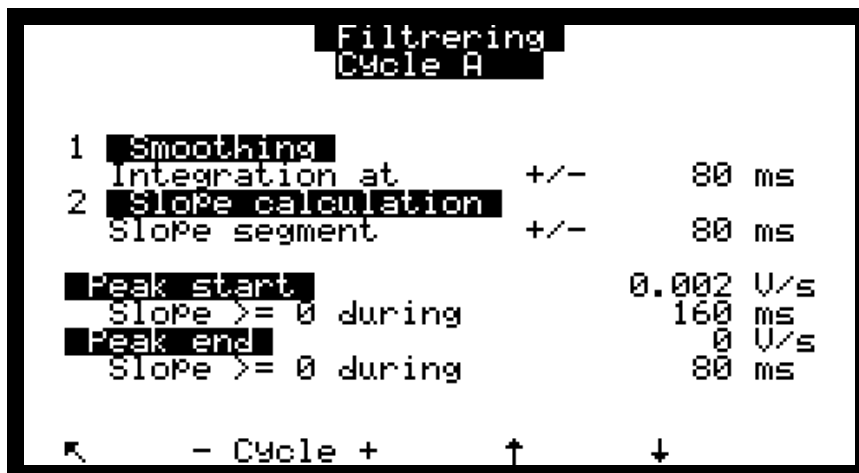 Filtrering
Cycle A
1 Smoothing
Integration at +/- 80 ms
2 Slope calculation
Slope segment +/- 80 ms
Peak start 0.002 V/s
Slope >= 0 during 160 ms
Peak end 0 V/s
Slope >= 0 during 80 ms
↖ - Cycle + ↑ ↓